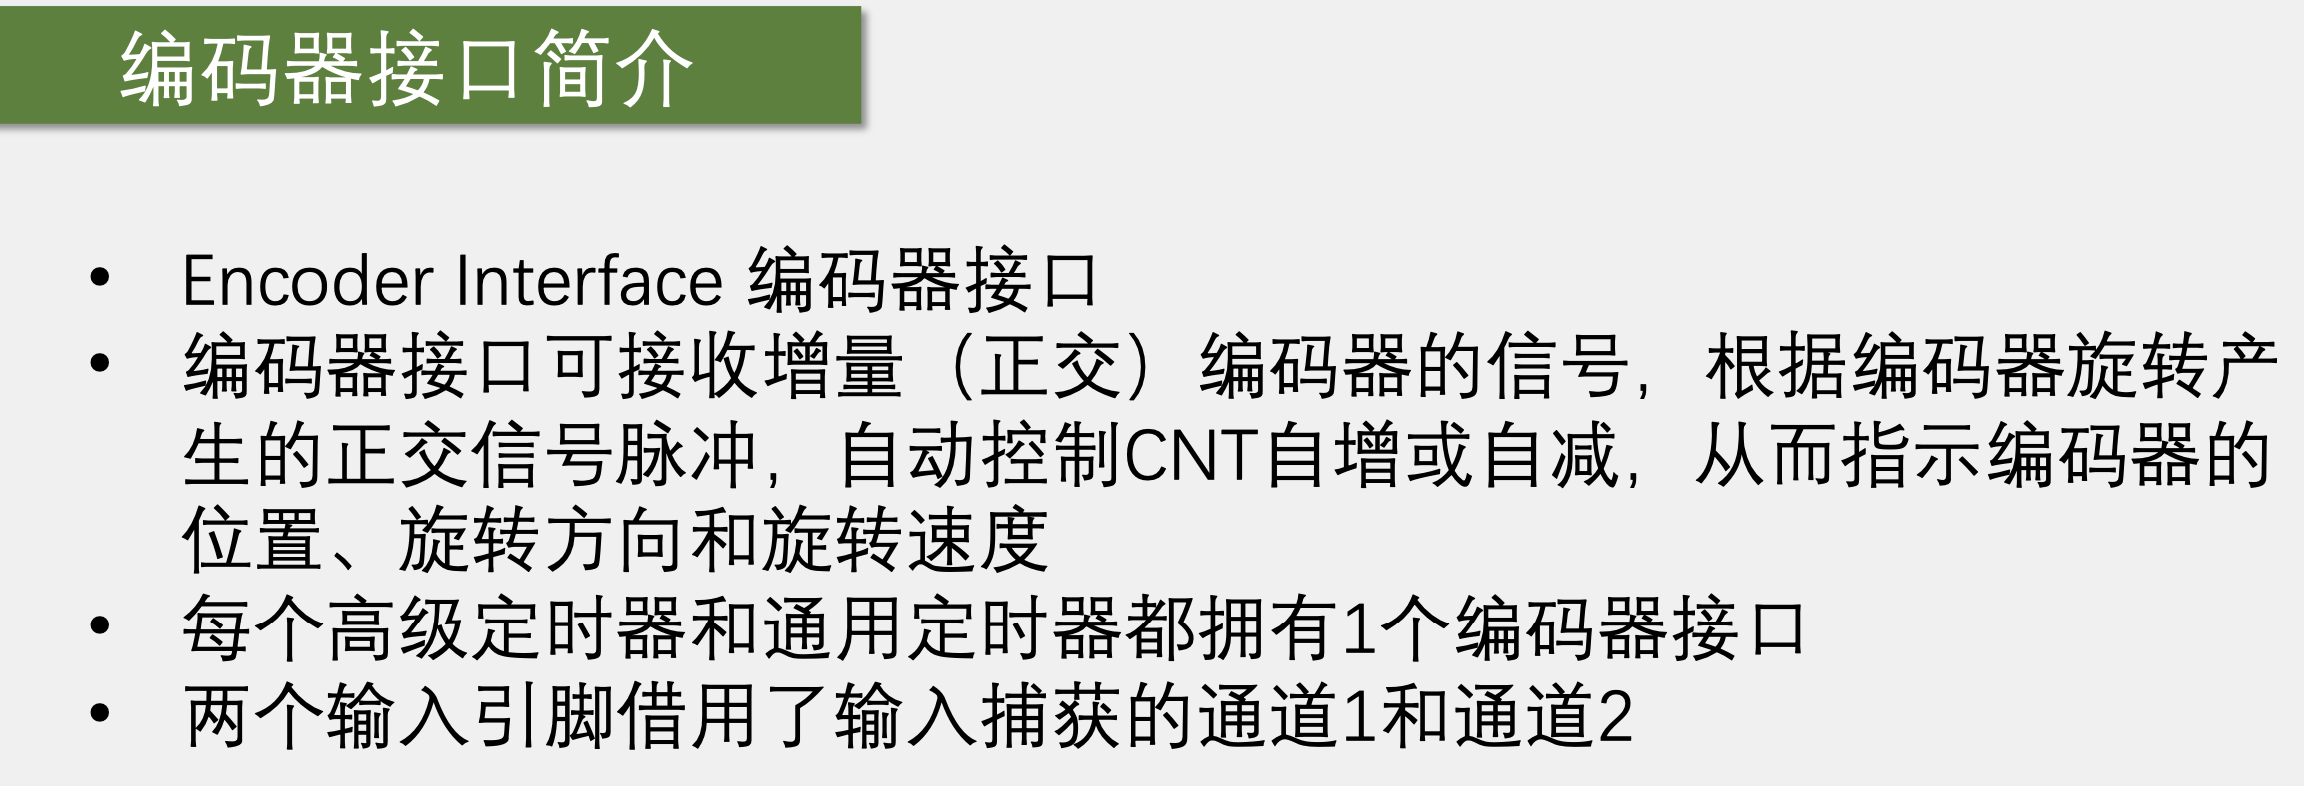 编码器接口简介
• Encoder Interface 编码器接口
• 编码器接口可接收增量（正交）编码器的信号，根据编码器旋转产
生的正交信号脉冲，自动控制CNT自增或自减，从而指示编码器的
位置、旋转方向和旋转速度
• 每个高级定时器和通用定时器都拥有1个编码器接口
• 两个输入引脚借用了输入捕获的通道1和通道2